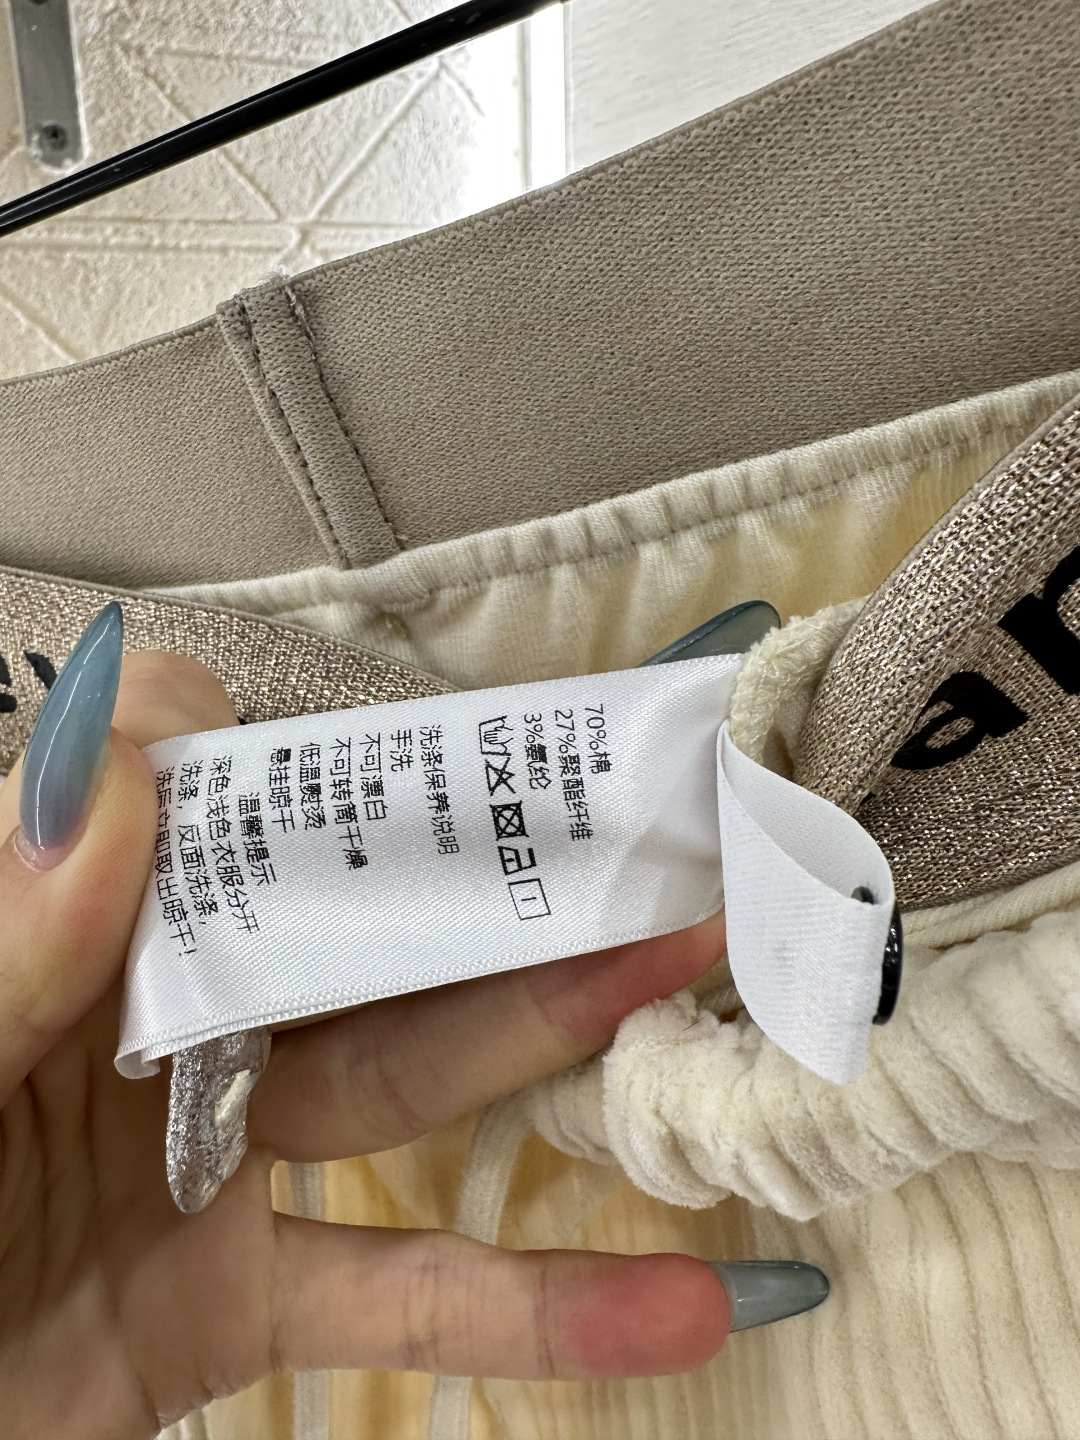 70%棉
27%聚酯纤维
3%氨纶
洗涤保养说明
手洗
不可漂白
不可转筒干燥
低温熨烫
悬挂晾干
温馨提示
深色浅色衣服分开
洗涤，反面洗涤，
洗后立即取出晾干！
ar